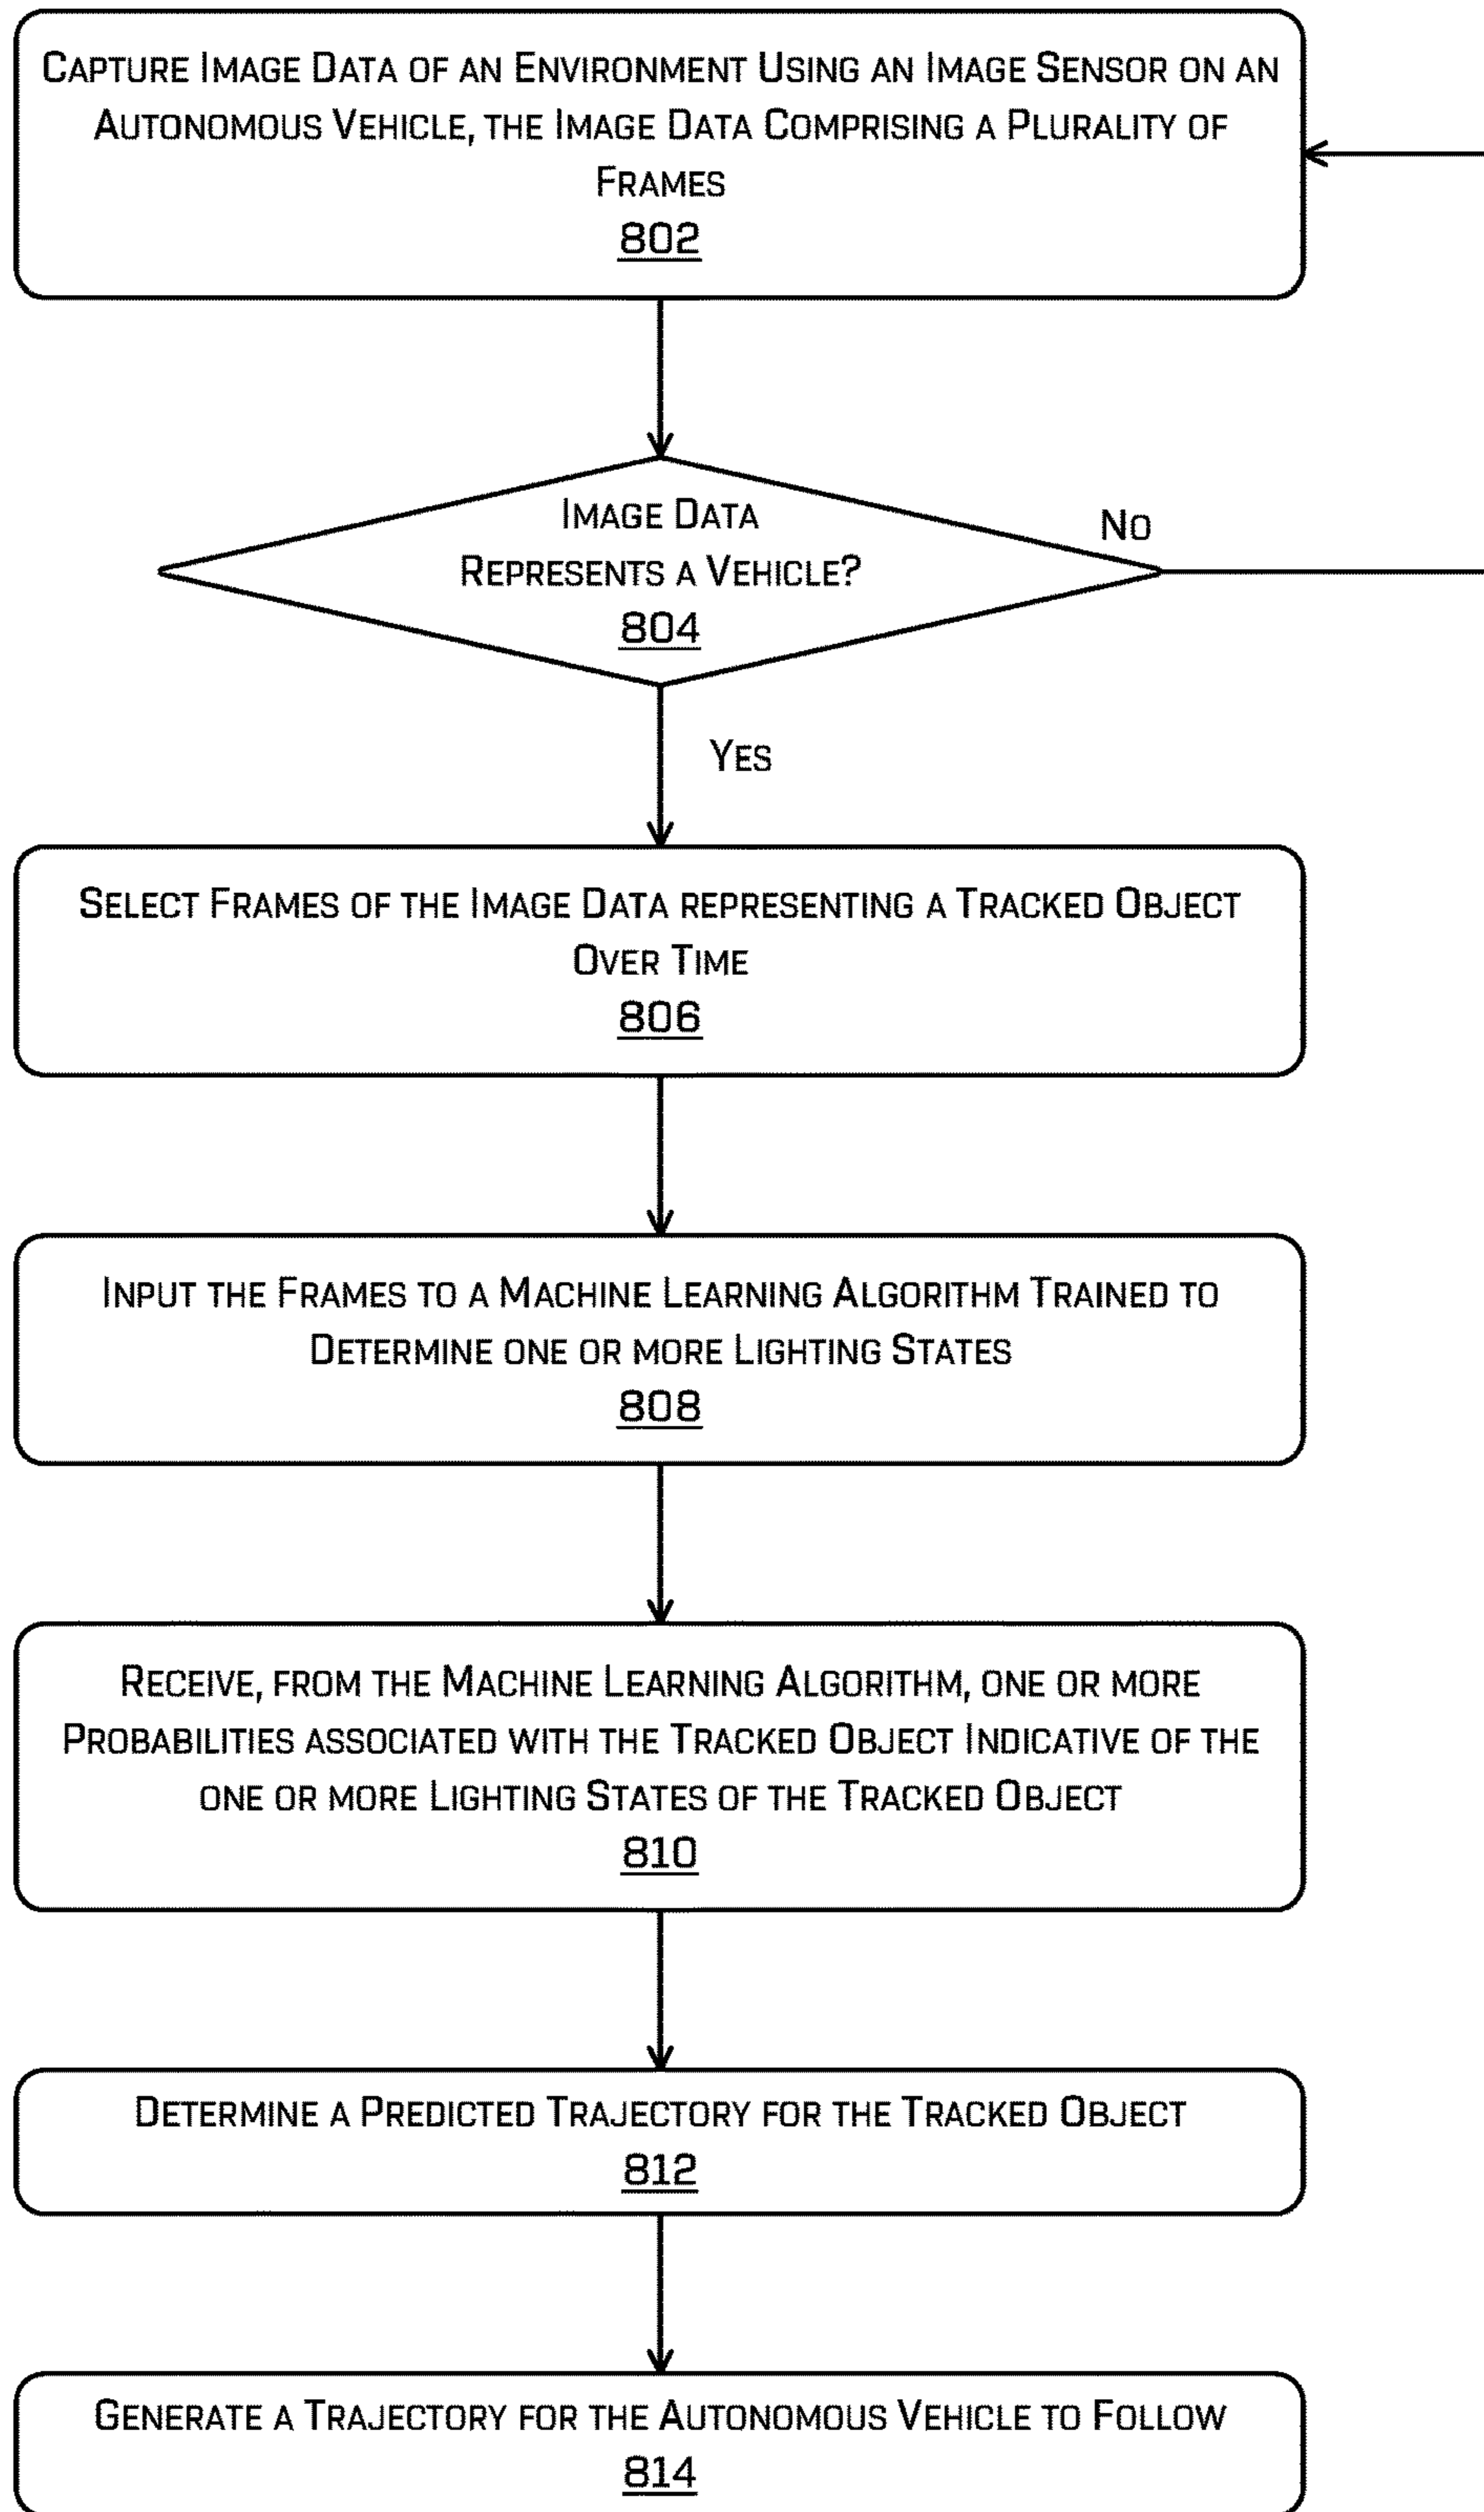 Capture Image Data of an Environment Using an Image Sensor on an
Autonomous Vehicle, the Image Data Comprising a Plurality of
Frames
802
Image Data
Represents a Vehicle?
804
No
Yes
Select Frames of the Image Data representing a Tracked Object
Over Time
806
Input the Frames to a Machine Learning Algorithm Trained to
Determine one or more Lighting States
808
Receive, from the Machine Learning Algorithm, one or more
Probabilities associated with the Tracked Object Indicative of the
one or more Lighting States of the Tracked Object
810
Determine a Predicted Trajectory for the Tracked Object
812
Generate a Trajectory for the Autonomous Vehicle to Follow
814